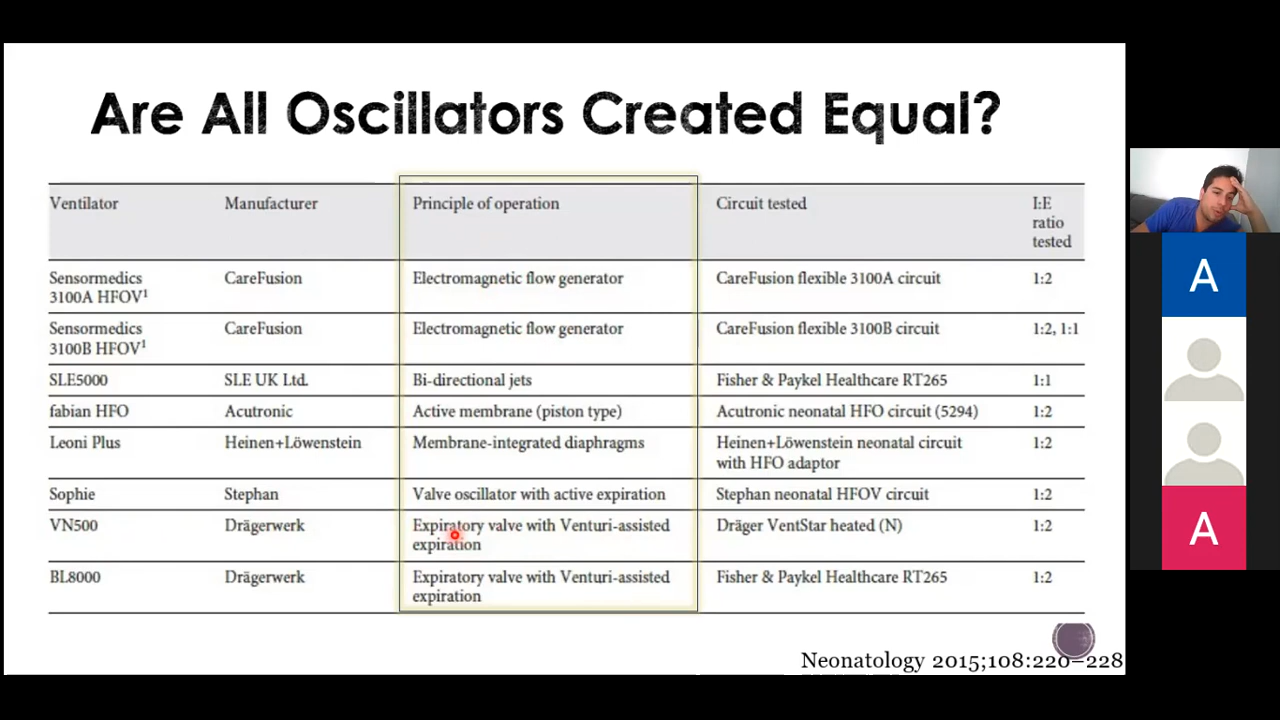 Are All Oscillators Created Equal?
Ventilator Manufacturer Principle of operation Circuit tested I:E
ratio
tested
Sensormedics CareFusion Electromagnetic flow generator CareFusion flexible 3100A circuit 1:2
3100A HFOV¹
Sensormedics CareFusion Electromagnetic flow generator CareFusion flexible 3100B circuit 1:2, 1:1
3100B HFOV¹
SLE5000 SLE UK Ltd. Bi-directional jets Fisher & Paykel Healthcare RT265 1:1
fabian HFO Acutronic Active membrane (piston type) Acutronic neonatal HFO circuit (5294) 1:2
Leoni Plus Heinen+Löwenstein Membrane-integrated diaphragms Heinen+Löwenstein neonatal circuit 1:2
with HFO adaptor
Sophie Stephan Valve oscillator with active expiration Stephan neonatal HFOV circuit 1:2
VN500 Drägerwerk Expiratory valve with Venturi-assisted Dräger VentStar heated (N) 1:2
expiration
BL8000 Drägerwerk Expiratory valve with Venturi-assisted Fisher & Paykel Healthcare RT265 1:2
expiration
Neonatology 2015;108:220–228
A
A